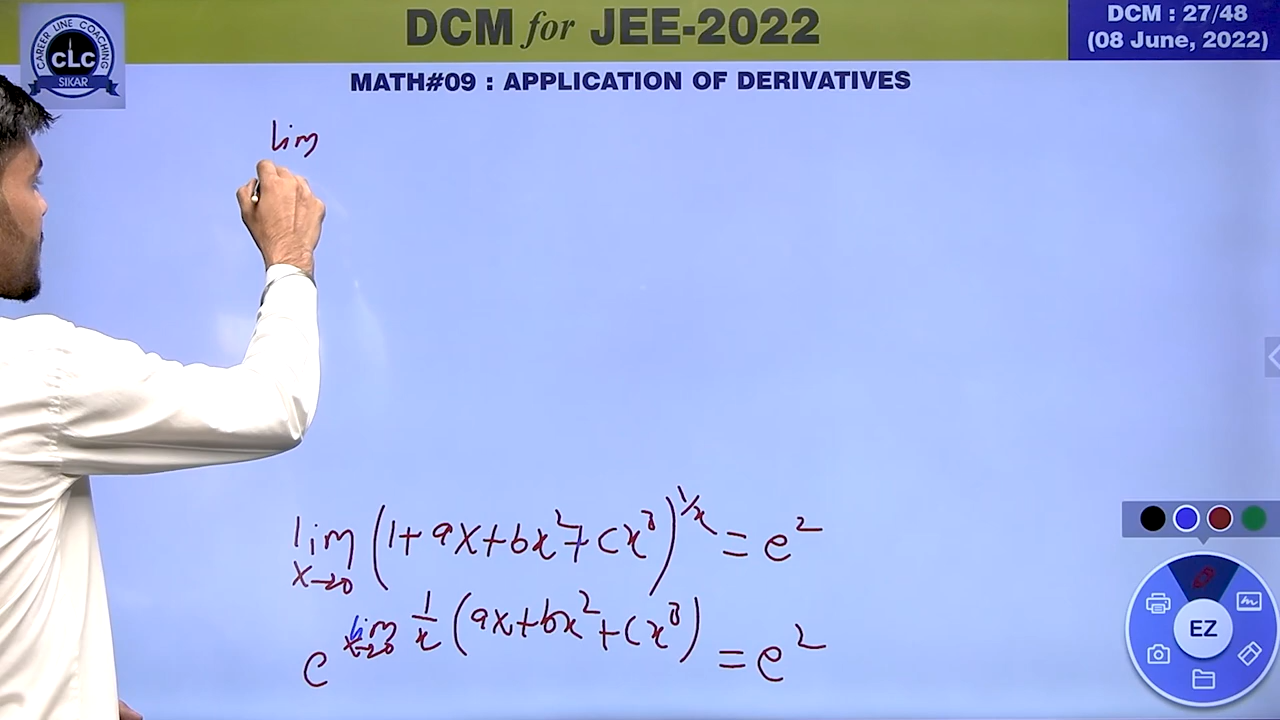 DCM for JEE-2022
DCM : 27/48
(08 June, 2022)
CAREER LINE COACHING
CLC
SIKAR
MATH#09 : APPLICATION OF DERIVATIVES
lim
lim x→0 (1+ax+bx²+cx³)^(1/x) = e²
e^(lim x→0 1/x (ax+bx²+cx³)) = e²
EZ